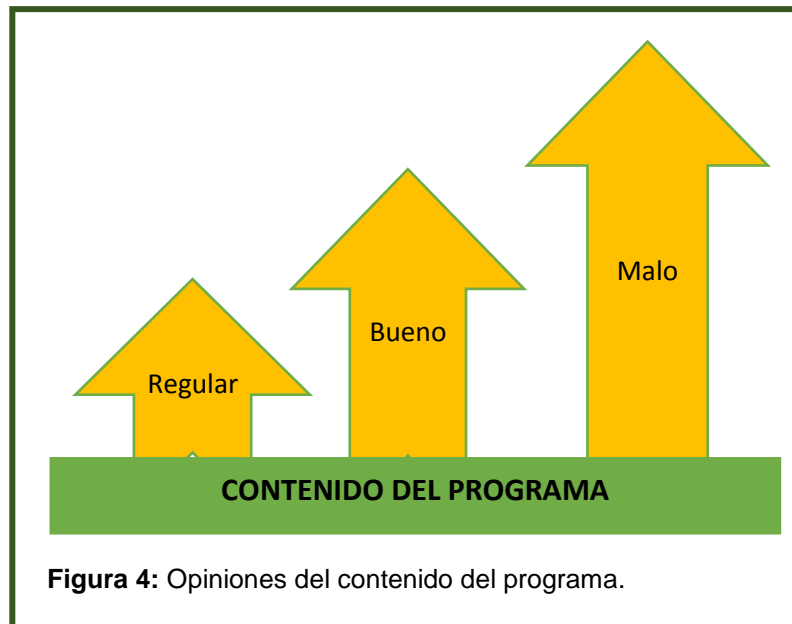 Malo
Bueno
Regular
CONTENIDO DEL PROGRAMA
Figura 4: Opiniones del contenido del programa.